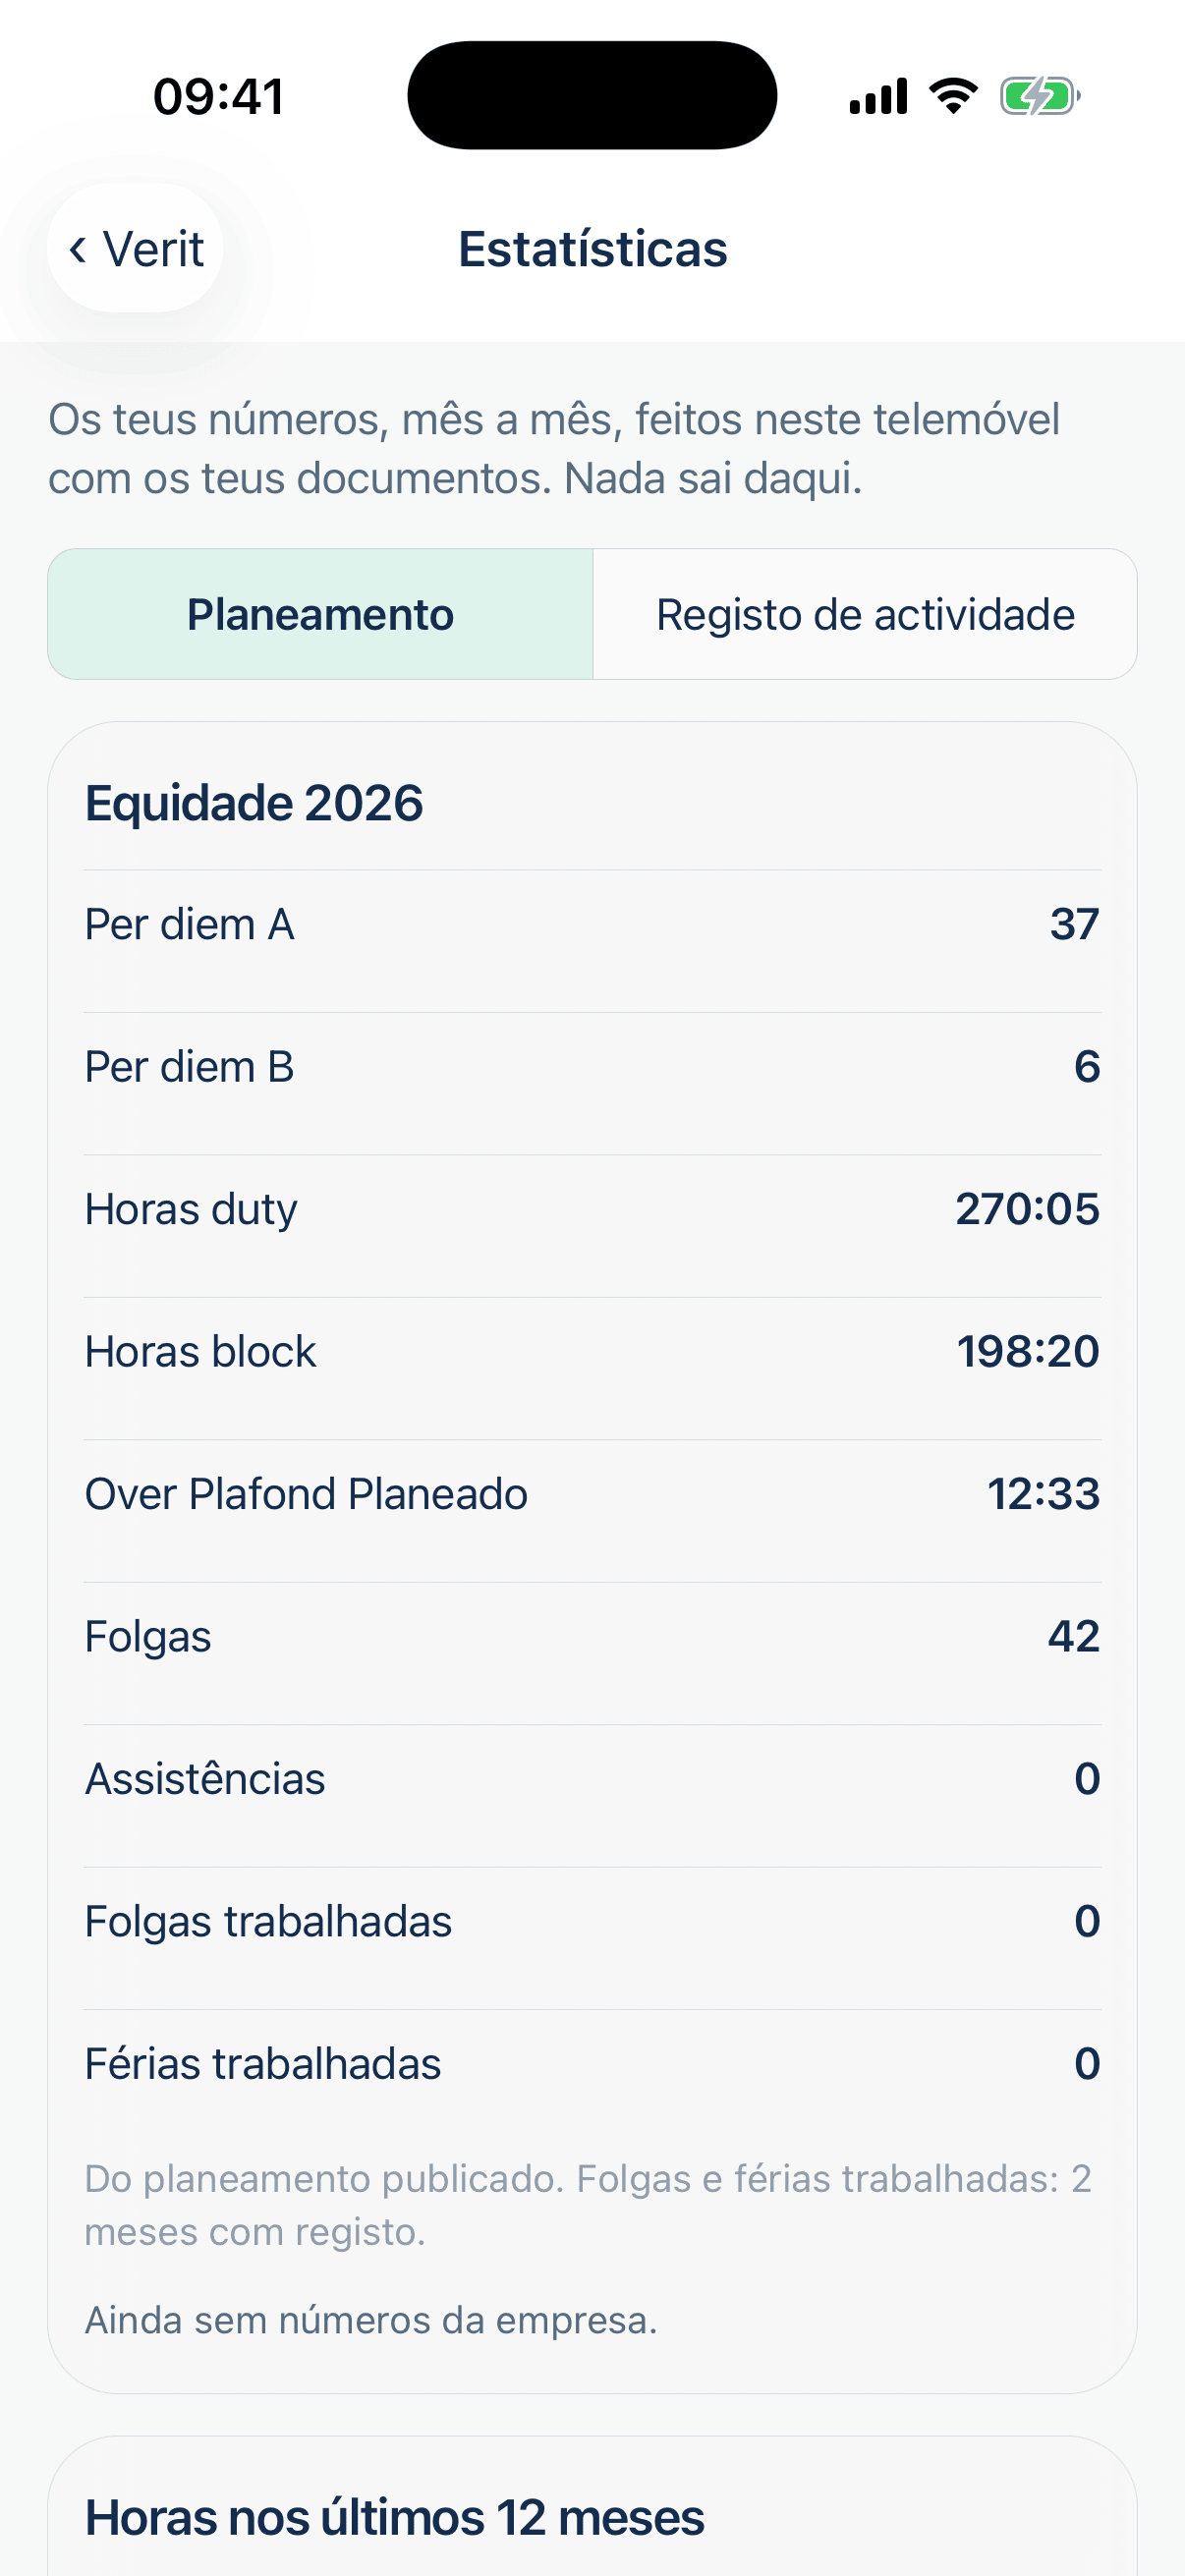 09:41
‹ Verit
Estatísticas
Os teus números, mês a mês, feitos neste telemóvel
com os teus documentos. Nada sai daqui.
Planeamento
Registo de actividade
Equidade 2026
Per diem A 37
Per diem B 6
Horas duty 270:05
Horas block 198:20
Over Plafond Planeado 12:33
Folgas 42
Assistências 0
Folgas trabalhadas 0
Férias trabalhadas 0
Do planeamento publicado. Folgas e férias trabalhadas: 2
meses com registo.
Ainda sem números da empresa.
Horas nos últimos 12 meses